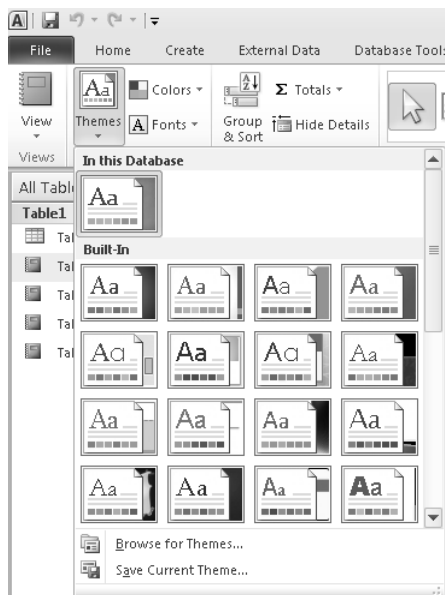 A
File Home Create External Data Database Tools
View Themes Colors Fonts Group & Sort Totals Hide Details
Views
In this Database
Aa
Built-In
Aa Aa Aa Aa
Aa Aa Aa Aa
Aa Aa Aa Aa
Aa Aa Aa Aa
Browse for Themes...
Save Current Theme...
All Tabl
Table1
Tal
Tal
Tal
Tal
Tal